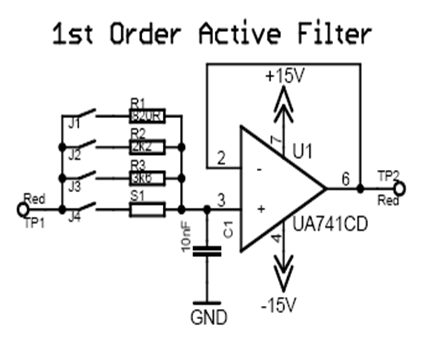 1st Order Active Filter
+15V
R1
J1
820R
R2
J2
2k2
R3
J3
3k6
S1
J4
Red
TP1
2
-
3
+
7
U1
6
TP2
Red
UA741CD
4
C1
10nF
-15V
GND